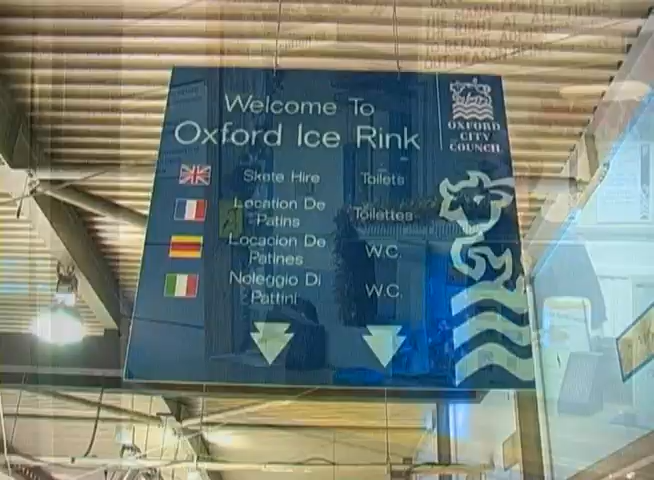 Welcome To
Oxford Ice Rink
OXFORD
CITY
COUNCIL
Skate Hire
Toilets
Location De
Patins
Toilettes
Locacion De
Patines
W.C.
Noleggio Di
Pattini
W.C.